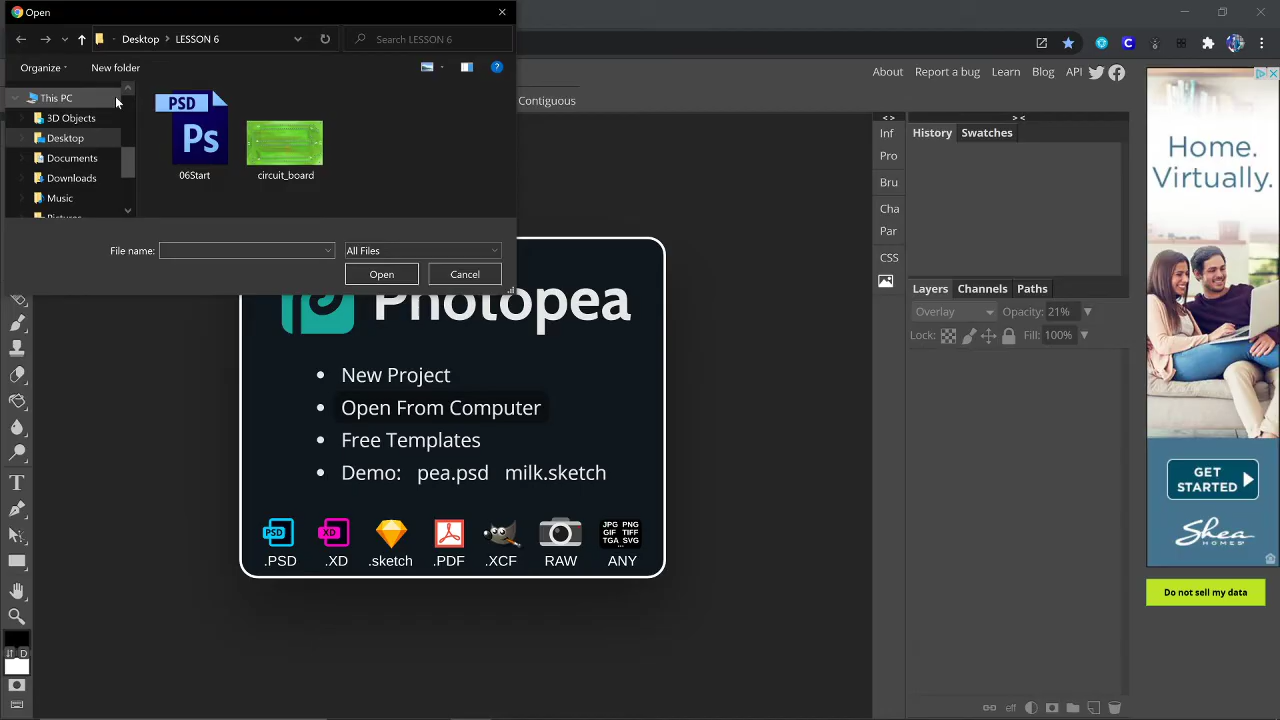 Open
Desktop
LESSON 6
Search LESSON 6
Organize
New folder
This PC
3D Objects
Desktop
Documents
Downloads
Music
Pictures
PSD
Ps
06Start
circuit_board
File name:
All Files
Open
Cancel
About
Report a bug
Learn
Blog
API
Contiguous
Photopea
New Project
Open From Computer
Free Templates
Demo: pea.psd milk.sketch
PSD
XD
JPG PNG
GIF TIFF
TGA SVG
...
.PSD
.XD
.sketch
.PDF
.XCF
RAW
ANY
T
D
< >
Inf
Pro
Bru
Cha
Par
CSS
> <
History
Swatches
Layers
Channels
Paths
Overlay
Opacity: 21%
Lock:
Fill: 100%
eff
Home.
Virtually.
GET
STARTED
Shea
HOMES
Do not sell my data